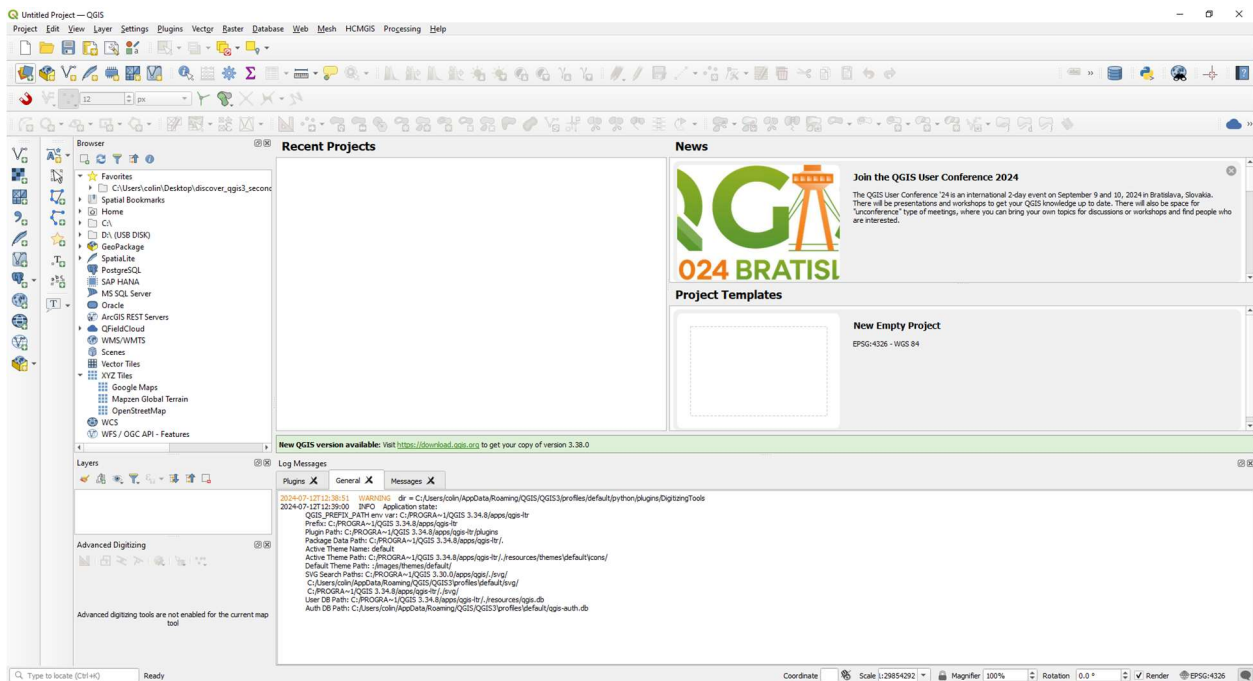 Untitled Project — QGIS
Project Edit View Layer Settings Plugins Vector Raster Database Web Mesh HCMGIS Processing Help
12 px
Browser
Favorites
C:\Users\colin\Desktop\discover_qgis3_second
Spatial Bookmarks
Home
C:\
D:\ (USB DISK)
GeoPackage
SpatiaLite
PostgreSQL
SAP HANA
MS SQL Server
Oracle
ArcGIS REST Servers
QFieldCloud
WMS/WMTS
Scenes
Vector Tiles
XYZ Tiles
Google Maps
Mapzen Global Terrain
OpenStreetMap
WCS
WFS / OGC API - Features
Layers
Advanced Digitizing
Advanced digitizing tools are not enabled for the current map
tool
Recent Projects
News
024 BRATISL
Join the QGIS User Conference 2024
The QGIS User Conference '24 is an international 2-day event on September 9 and 10, 2024 in Bratislava, Slovakia.
There will be presentations and workshops to get your QGIS knowledge up to date. There will also be space for
"unconference" type of meetings, where you can bring your own topics for discussions or workshops and find people who
are interested.
Project Templates
New Empty Project
EPSG:4326 - WGS 84
New QGIS version available: Visit https://download.qgis.org to get your copy of version 3.38.0
Log Messages
Plugins General Messages
2024-07-12T12:38:51 WARNING dir = C:/Users/colin/AppData/Roaming/QGIS/QGIS3/profiles/default/python/plugins/DigitizingTools
2024-07-12T12:39:00 INFO Application state:
QGIS_PREFIX_PATH env var: C:/PROGRA~1/QGIS 3.34.8/apps/qgis-ltr
Prefix: C:/PROGRA~1/QGIS 3.34.8/apps/qgis-ltr
Plugin Path: C:/PROGRA~1/QGIS 3.34.8/apps/qgis-ltr/plugins
Package Data Path: C:/PROGRA~1/QGIS 3.34.8/apps/qgis-ltr/.
Active Theme Name: default
Active Theme Path: C:/PROGRA~1/QGIS 3.34.8/apps/qgis-ltr/./resources/themes\default\icons/
Default Theme Path: :/images/themes/default/
SVG Search Paths: C:/PROGRA~1/QGIS 3.30.0/apps/qgis/./svg/
C:/Users/colin/AppData/Roaming/QGIS/QGIS3\profiles\default/svg/
C:/PROGRA~1/QGIS 3.34.8/apps/qgis-ltr/./svg/
User DB Path: C:/PROGRA~1/QGIS 3.34.8/apps/qgis-ltr/./resources/qgis.db
Auth DB Path: C:/Users/colin/AppData/Roaming/QGIS/QGIS3\profiles\default/qgis-auth.db
Type to locate (Ctrl+K) Ready Coordinate Scale 1:29854292 Magnifier 100% Rotation 0.0 ° Render EPSG:4326